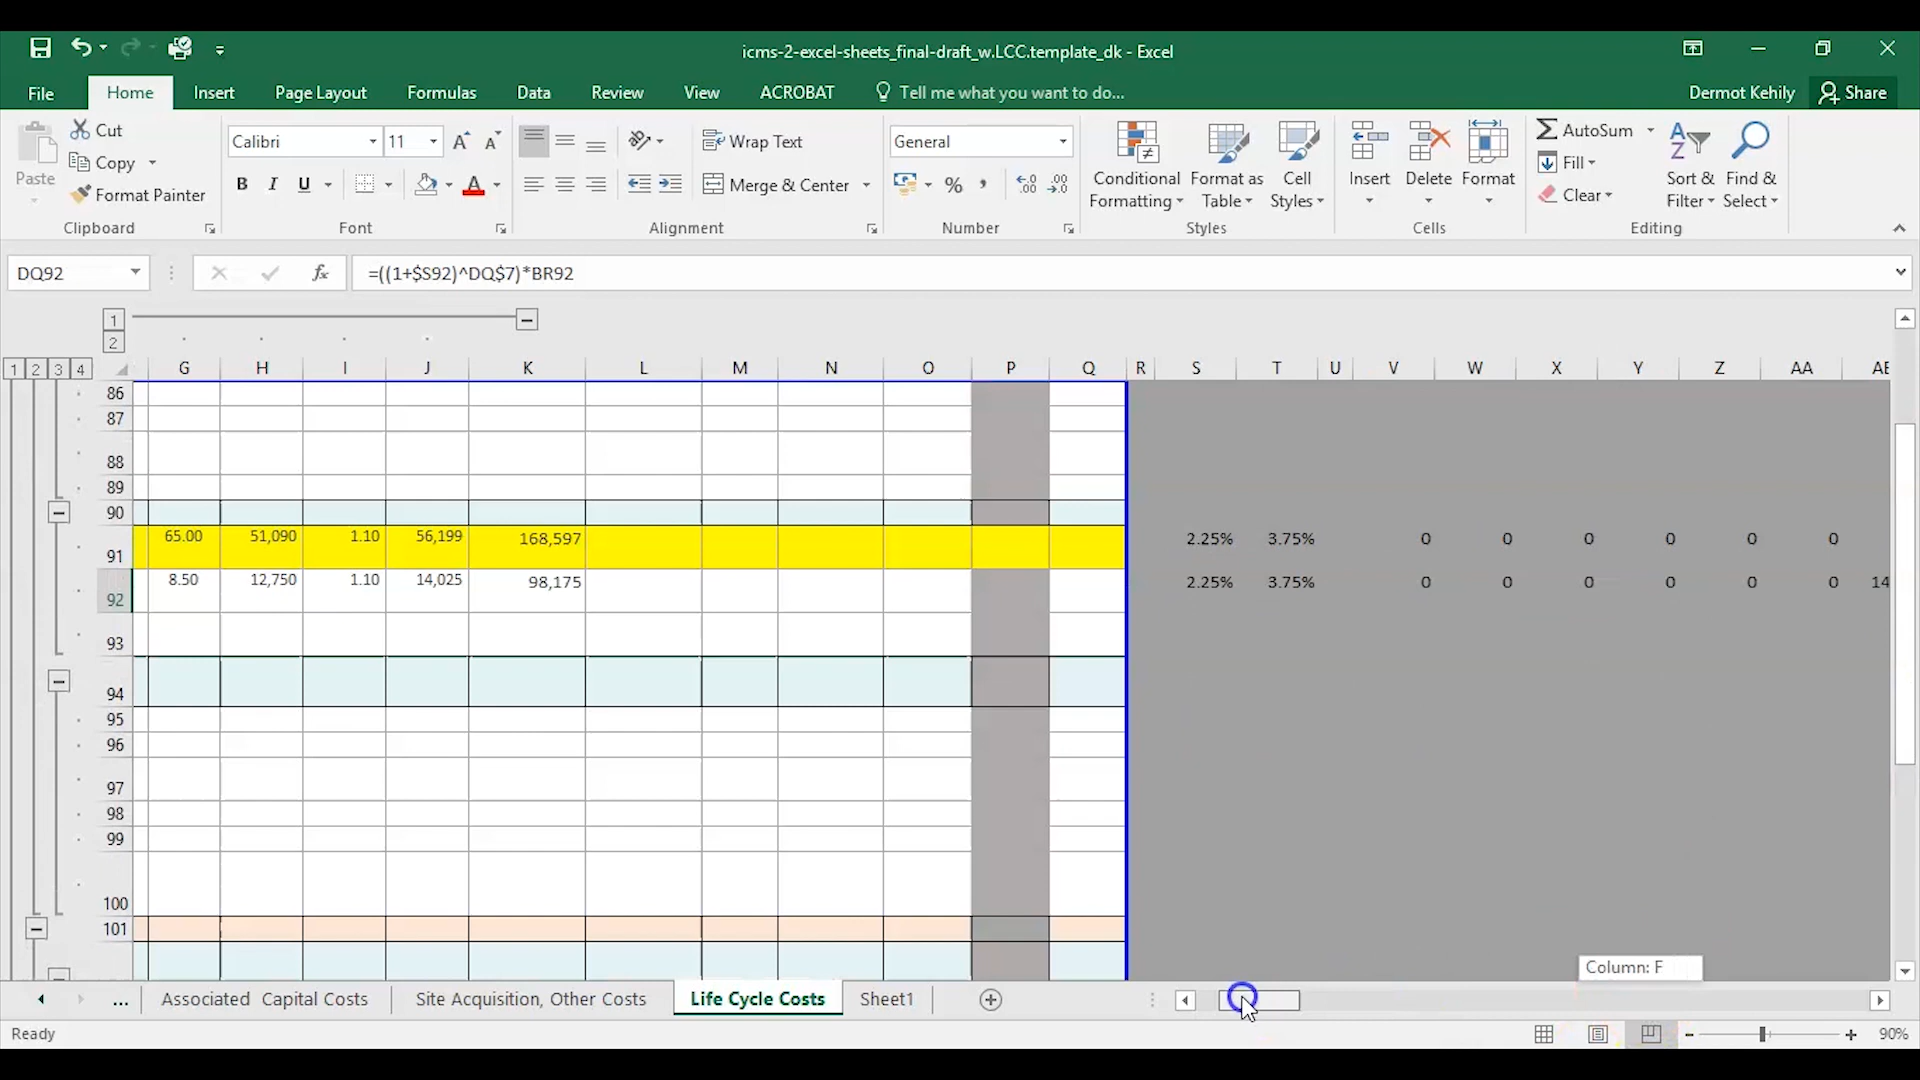 icms-2-excel-sheets_final-draft_w.LCC.template_dk - Excel
File Home Insert Page Layout Formulas Data Review View ACROBAT Tell me what you want to do... Dermot Kehily Share
Paste Cut Copy Format Painter Clipboard
Calibri 11 B I U Font
Wrap Text Merge & Center Alignment
General % Number
Conditional Formatting Format as Table Cell Styles Styles
Insert Delete Format Cells
AutoSum Fill Clear Sort & Filter Find & Select Editing
DQ92 fx =((1+$S92)^DQ$7)*BR92
1
2
1 2 3 4 G H I J K L M N O P Q R S T U V W X Y Z AA
86
87
88
89
90
91 65.00 51,090 1.10 56,199 168,597 2.25% 3.75% 0 0 0 0 0 0
92 8.50 12,750 1.10 14,025 98,175 2.25% 3.75% 0 0 0 0 0 0 14
93
94
95
96
97
98
99
100
101
Column: F
... Associated Capital Costs Site Acquisition, Other Costs Life Cycle Costs Sheet1
Ready 90%